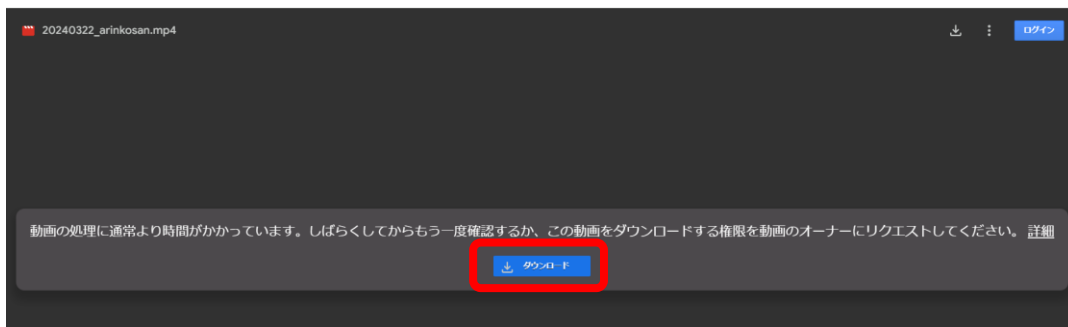 20240322_arinkosan.mp4
ログイン
動画の処理に通常より時間がかかっています。しばらくしてからもう一度確認するか、この動画をダウンロードする権限を動画のオーナーにリクエストしてください。 詳細
ダウンロード